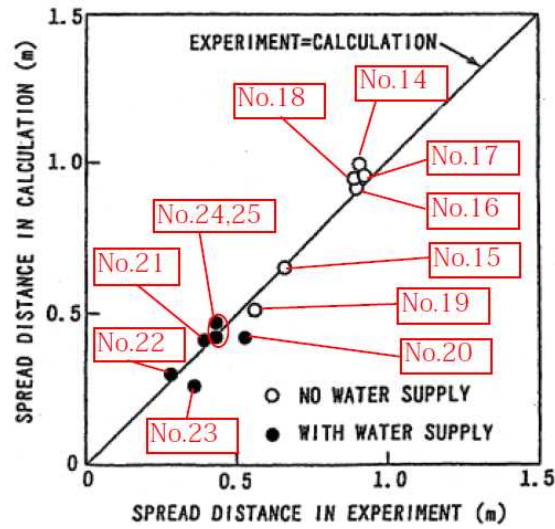 1.5
EXPERIMENT=CALCULATION
No.14
No.18
No.17
1.0
No.16
No.24,25
No.15
No.21
No.19
0.5
No.22
No.20
NO WATER SUPPLY
No.23
WITH WATER SUPPLY
0
0
0.5
1.0
1.5
SPREAD DISTANCE IN EXPERIMENT (m)
SPREAD DISTANCE IN CALCULATION (m)